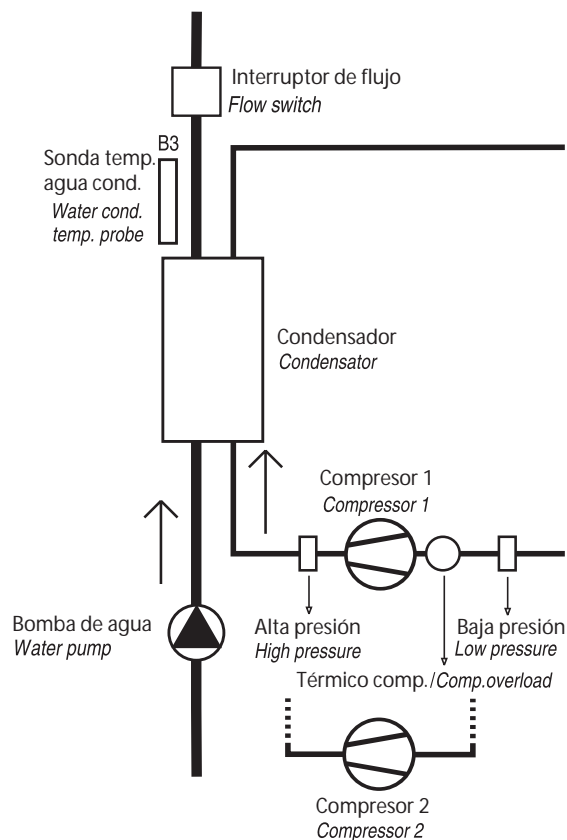 Interruptor de flujo
Flow switch
B3
Sonda temp.
agua cond.
Water cond.
temp. probe
Condensador
Condensator
Compresor 1
Compressor 1
Bomba de agua
Water pump
Alta presión
High pressure
Baja presión
Low pressure
Térmico comp./Comp.overload
Compresor 2
Compressor 2